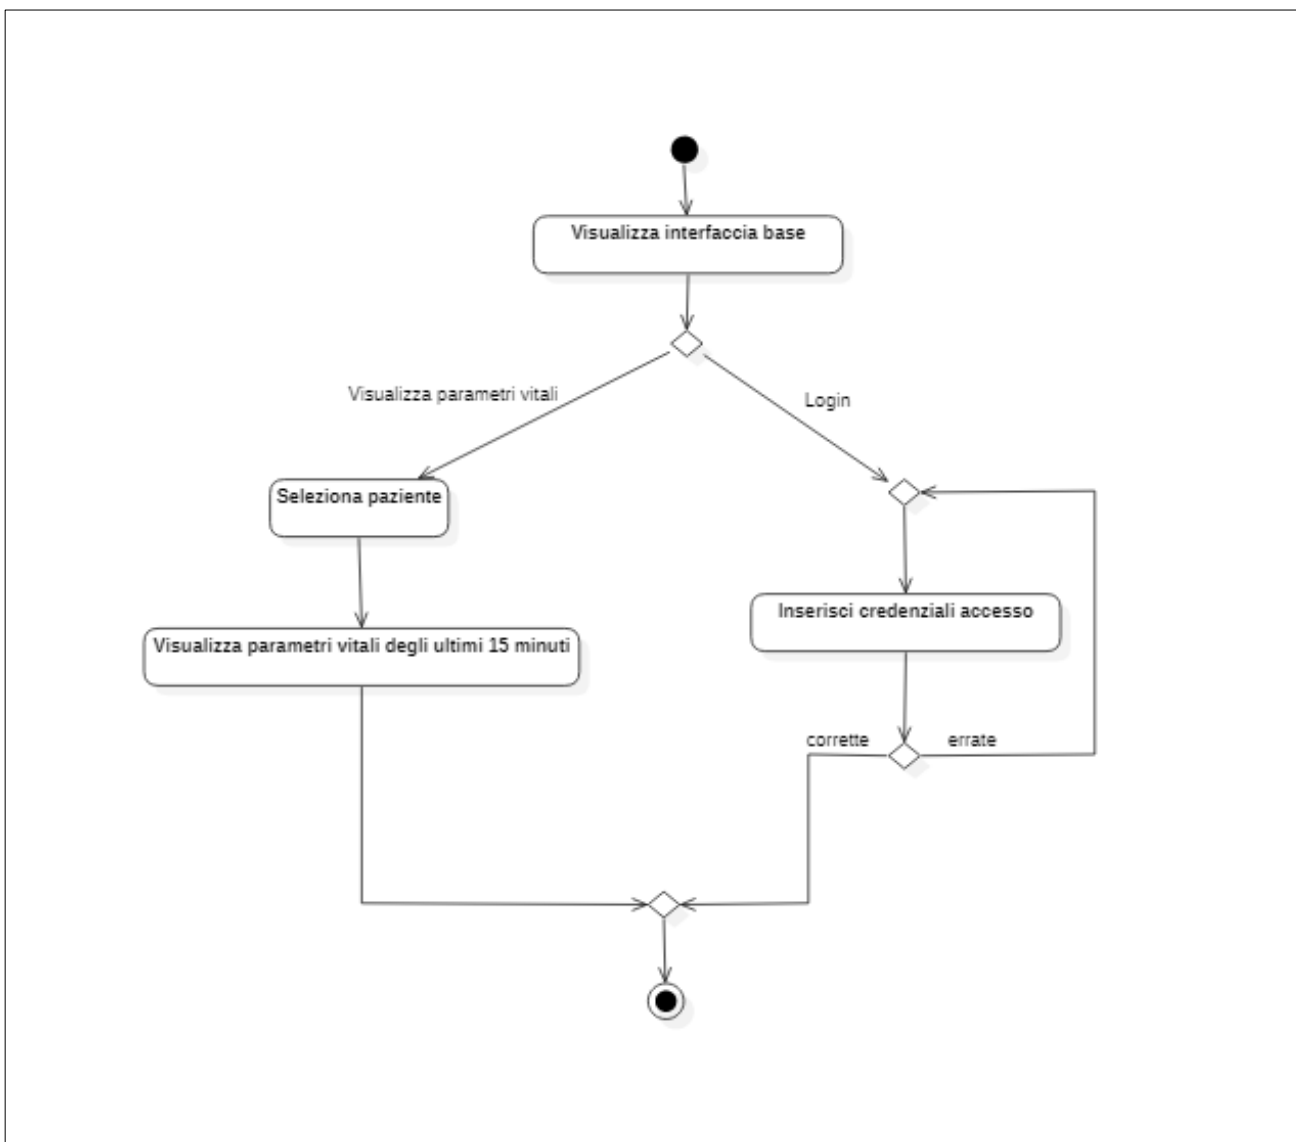 Visualizza interfaccia base
Visualizza parametri vitali
Login
Seleziona paziente
Inserisci credenziali accesso
Visualizza parametri vitali degli ultimi 15 minuti
corrette
errate